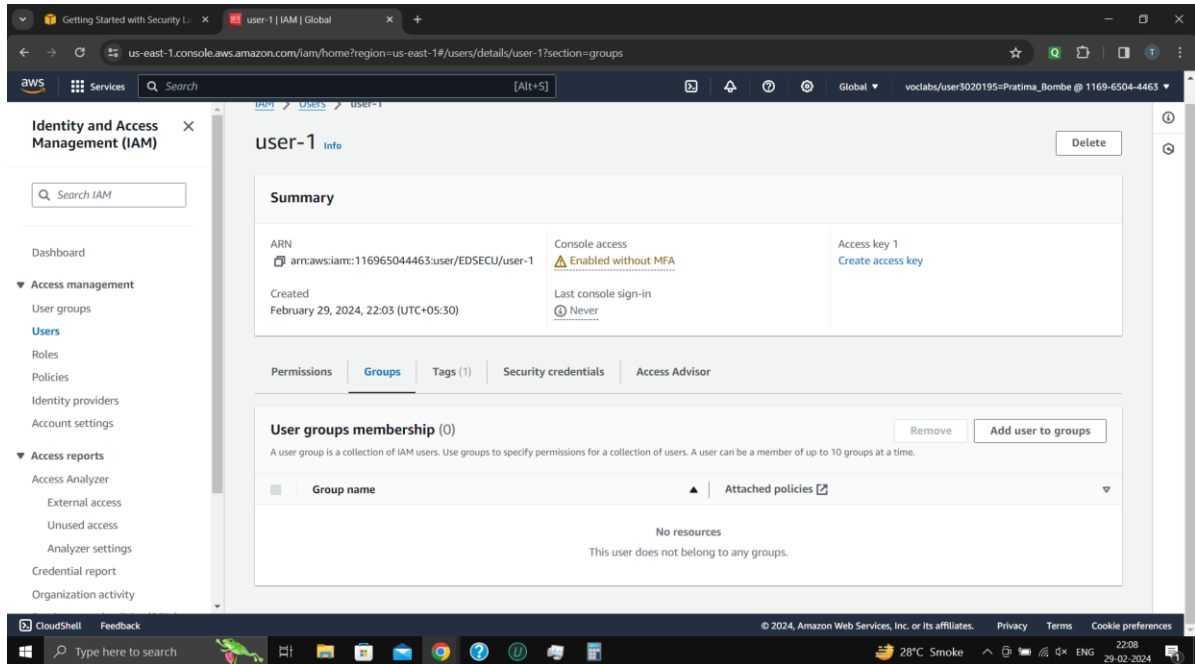 Getting Started with Security La
user-1 | IAM | Global
us-east-1.console.aws.amazon.com/iam/home?region=us-east-1#/users/details/user-1?section=groups
aws Services Search [Alt+S] Global voclabs/user3020195=Pratima_Bombe @ 1169-6504-4463
Identity and Access
Management (IAM)
Search IAM
Dashboard
Access management
User groups
Users
Roles
Policies
Identity providers
Account settings
Access reports
Access Analyzer
External access
Unused access
Analyzer settings
Credential report
Organization activity
IAM > Users > user-1
user-1 Info
Delete
Summary
ARN
arn:aws:iam::116965044463:user/EDSECU/user-1
Created
February 29, 2024, 22:03 (UTC+05:30)
Console access
Enabled without MFA
Last console sign-in
Never
Access key 1
Create access key
Permissions Groups Tags (1) Security credentials Access Advisor
User groups membership (0)
Remove Add user to groups
A user group is a collection of IAM users. Use groups to specify permissions for a collection of users. A user can be a member of up to 10 groups at a time.
Group name Attached policies
No resources
This user does not belong to any groups.
CloudShell Feedback © 2024, Amazon Web Services, Inc. or its affiliates. Privacy Terms Cookie preferences
Type here to search 28°C Smoke ENG 22:08
29-02-2024